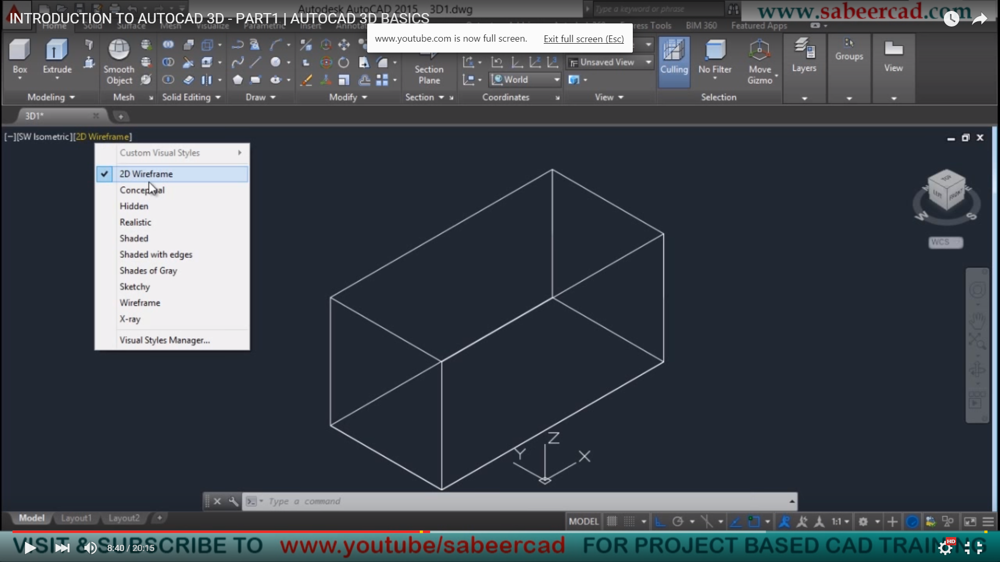 Autodesk AutoCAD 2015 3D1.dwg
Type a keyword or phrase
www.sabeercad.com
INTRODUCTION TO AUTOCAD 3D - PART1 | AUTOCAD 3D BASICS
Home Solid Surface Mesh Visualize Parametric Insert
Express Tools BIM 360 Featured Apps
www.youtube.com is now full screen. Exit full screen (Esc)
Box
Extrude
Smooth
Object
Section
Plane
World
Unsaved View
Culling
No Filter
Move
Gizmo
Layers
Groups
View
Modeling
Mesh
Solid Editing
Draw
Modify
Section
Coordinates
View
Selection
3D1*
[−][SW Isometric][2D Wireframe]
Custom Visual Styles
2D Wireframe
Conceptual
Hidden
Realistic
Shaded
Shaded with edges
Shades of Gray
Sketchy
Wireframe
X-ray
Visual Styles Manager...
TOP
LEFT
FRONT
N
E
W
S
WCS
Z
Y
X
Type a command
Model Layout1 Layout2
MODEL
1:1
VISIT & SUBSCRIBE TO www.youtube/sabeercad FOR PROJECT BASED CAD TRAINING
8:40 / 20:15
HD